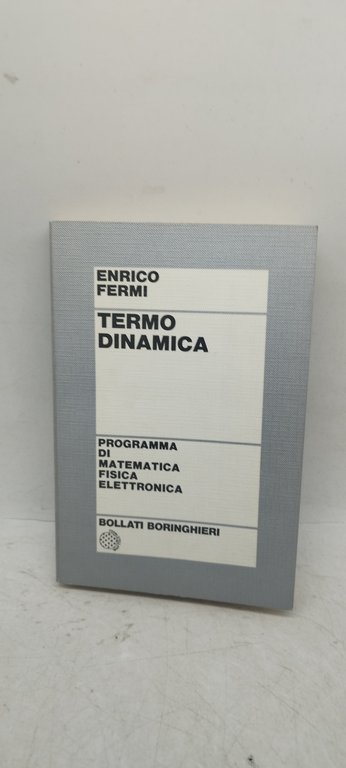 ENRICO
FERMI
TERMO
DINAMICA
PROGRAMMA
DI
MATEMATICA
FISICA
ELETTRONICA
BOLLATI BORINGHIERI